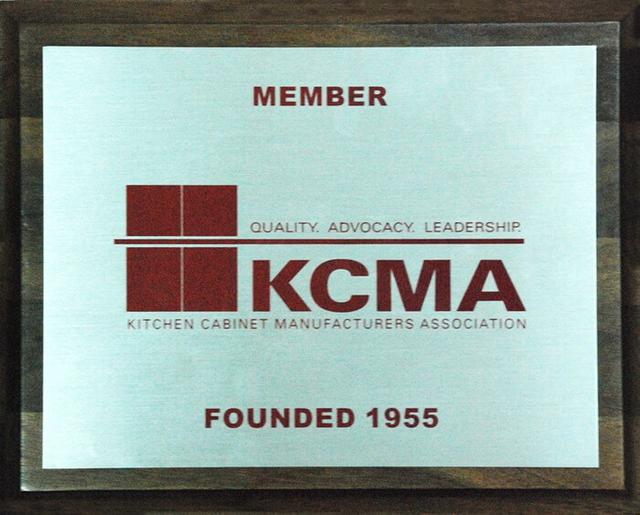 MEMBER
QUALITY. ADVOCACY. LEADERSHIP.
KCMA
KITCHEN CABINET MANUFACTURERS ASSOCIATION
FOUNDED 1955